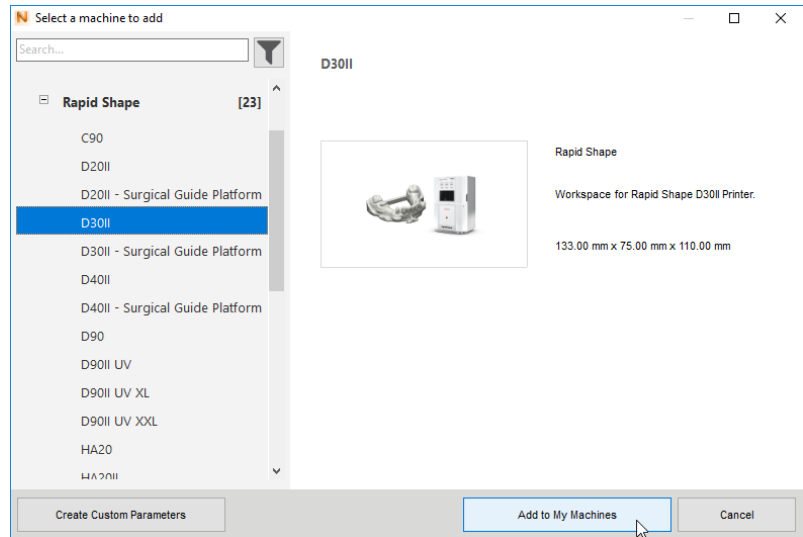 Select a machine to add
Search...
Rapid Shape [23]
C90
D20II
D20II - Surgical Guide Platform
D30II
D30II - Surgical Guide Platform
D40II
D40II - Surgical Guide Platform
D90
D90II UV
D90II UV XL
D90II UV XXL
HA20
HA20II
D30II
Rapid Shape
Workspace for Rapid Shape D30II Printer.
133.00 mm x 75.00 mm x 110.00 mm
Create Custom Parameters
Add to My Machines
Cancel